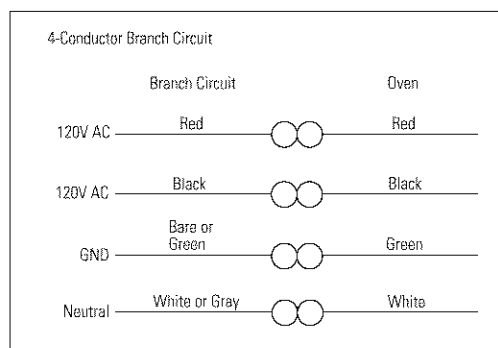 4-Conductor Branch Circuit
Branch Circuit Oven
120V AC Red Red
120V AC Black Black
Bare or
GND Green Green
Neutral White or Gray White